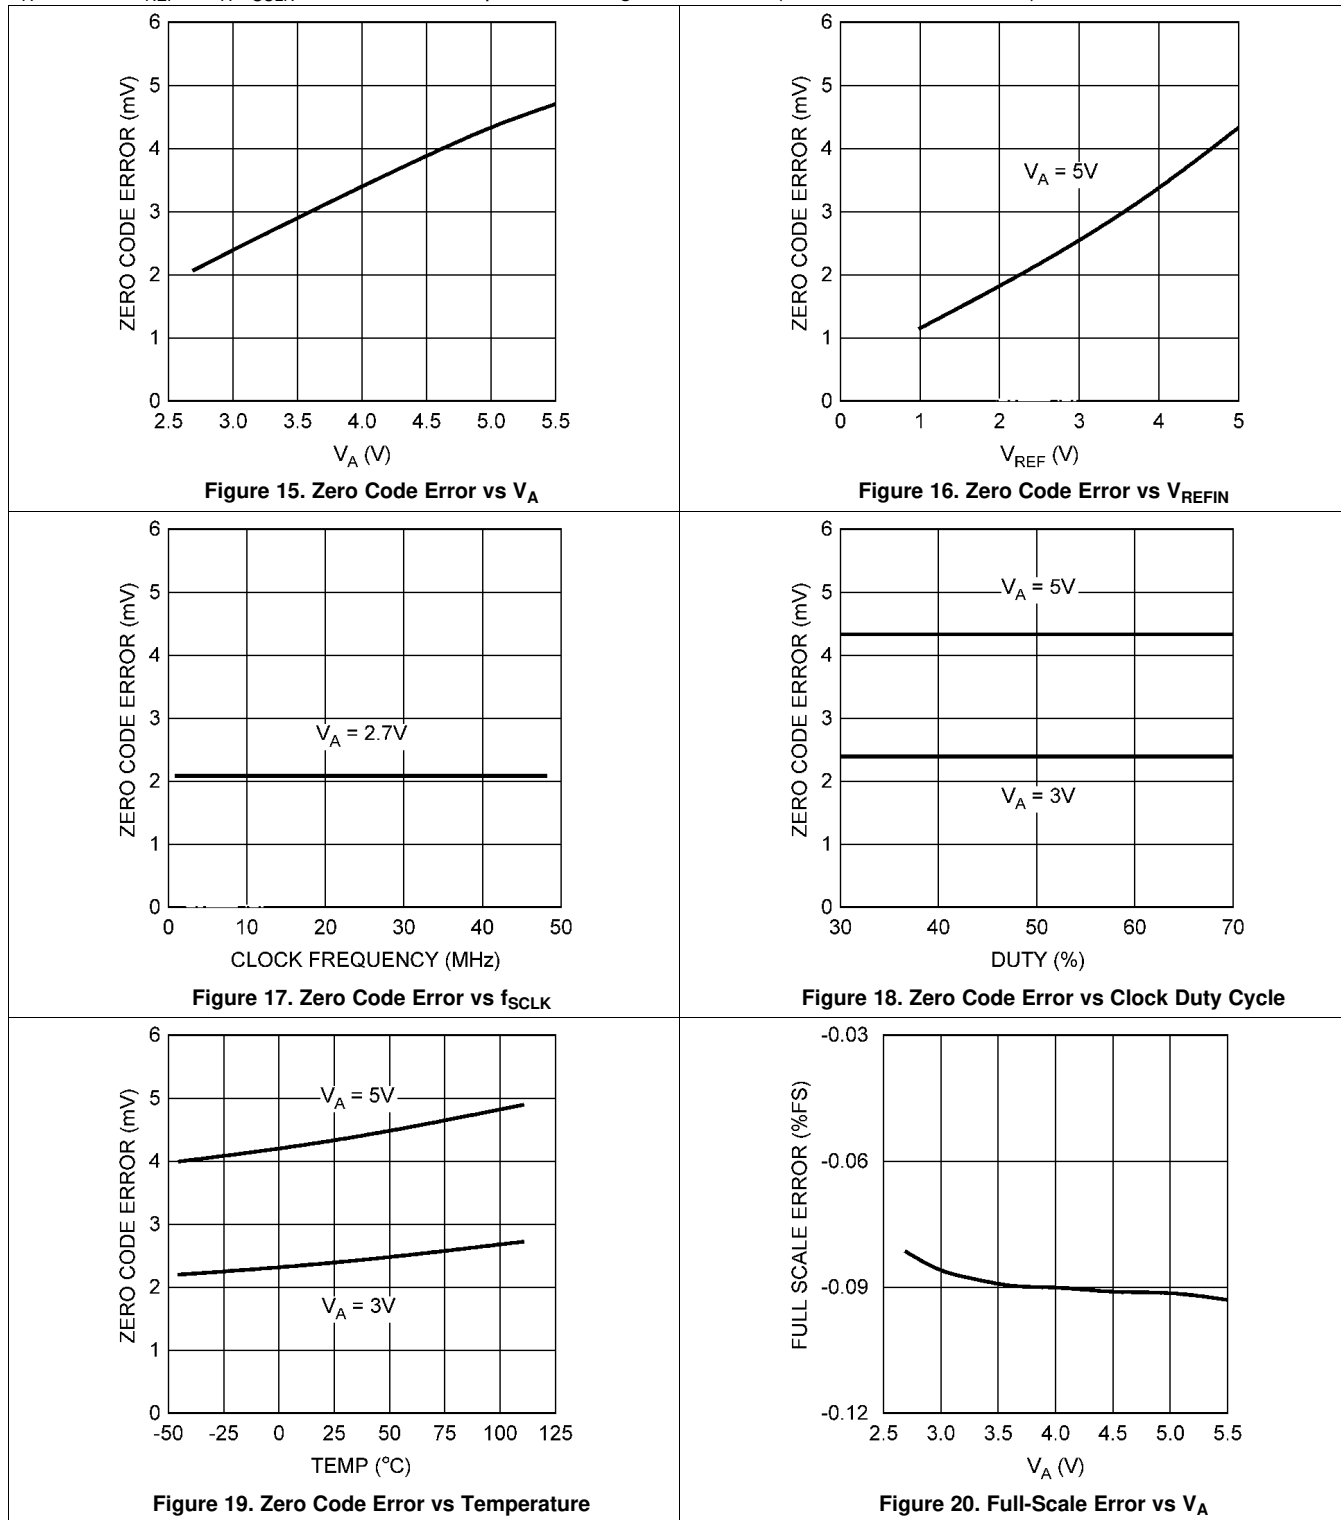 6
5
4
3
2
1
0
ZERO CODE ERROR (mV)
2.5 3.0 3.5 4.0 4.5 5.0 5.5
VA (V)
Figure 15. Zero Code Error vs VA
6
5
4
3
2
1
0
ZERO CODE ERROR (mV)
VA = 5V
0 1 2 3 4 5
VREF (V)
Figure 16. Zero Code Error vs VREFIN
6
5
4
3
2
1
0
ZERO CODE ERROR (mV)
VA = 2.7V
0 10 20 30 40 50
CLOCK FREQUENCY (MHz)
Figure 17. Zero Code Error vs fSCLK
6
5
4
3
2
1
0
ZERO CODE ERROR (mV)
VA = 5V
VA = 3V
30 40 50 60 70
DUTY (%)
Figure 18. Zero Code Error vs Clock Duty Cycle
6
5
4
3
2
1
0
ZERO CODE ERROR (mV)
VA = 5V
VA = 3V
-50 -25 0 25 50 75 100 125
TEMP (°C)
Figure 19. Zero Code Error vs Temperature
-0.03
-0.06
-0.09
-0.12
FULL SCALE ERROR (%FS)
2.5 3.0 3.5 4.0 4.5 5.0 5.5
VA (V)
Figure 20. Full-Scale Error vs VA